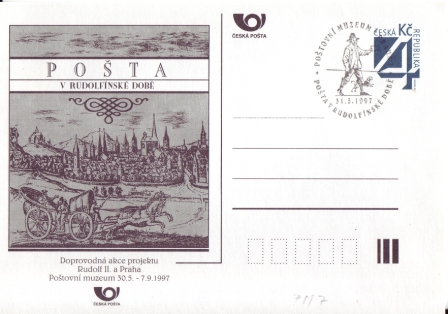 POŠTA
V RUDOLFÍNSKÉ DOBĚ
Doprovodná akce projektu
Rudolf II. a Praha
Poštovní muzeum 30.5. - 7.9.1997
ČESKÁ POŠTA
ČESKÁ POŠTA
POŠTOVNÍ MUZEUM
POŠTA V RUDOLFÍNSKÉ DOBĚ
31.5.1997
ČESKÁ
REPUBLIKA
Kč
4